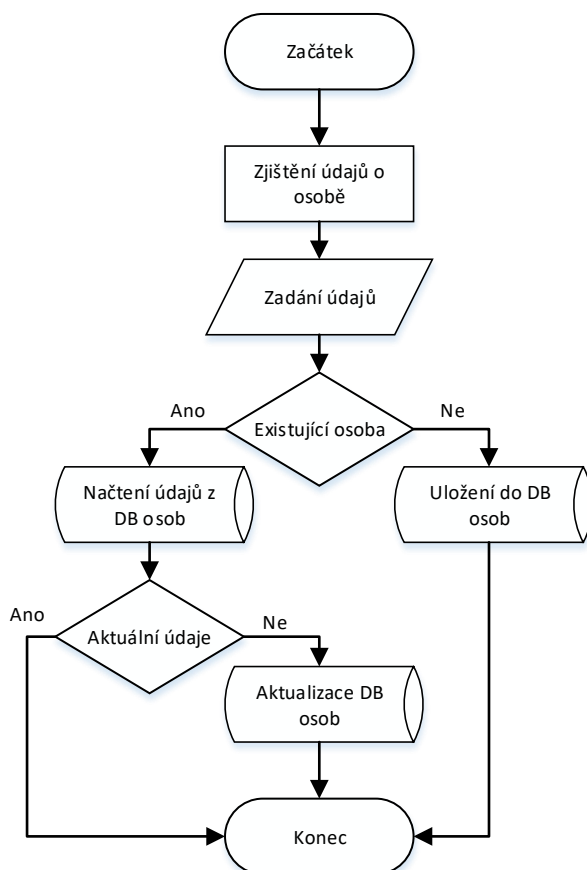 Začátek
Zjištění údajů o
osobě
Zadání údajů
Existující osoba
Ano
Ne
Načtení údajů z
DB osob
Uložení do DB
osob
Aktuální údaje
Ano
Ne
Aktualizace DB
osob
Konec